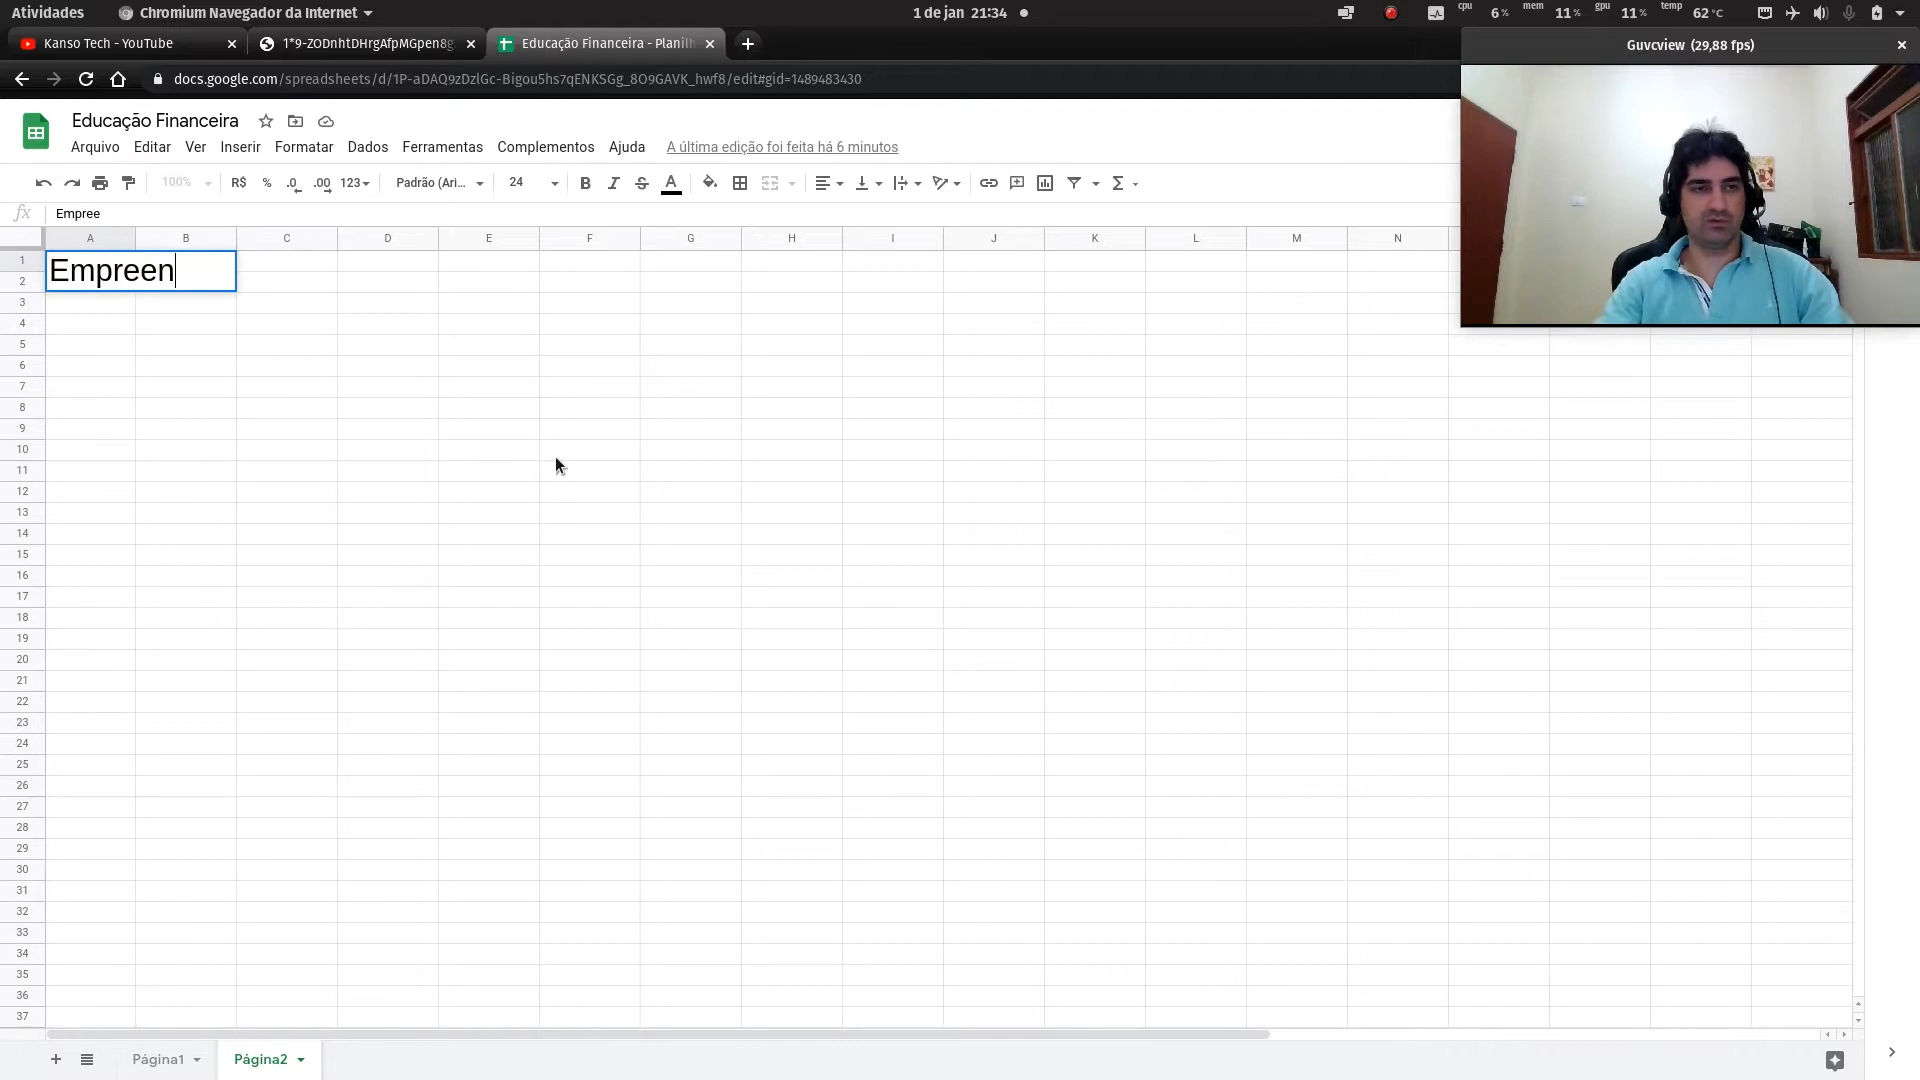 Atividades
Chromium Navegador da Internet
1 de jan 21:34
cpu 6 % mem 11 % gpu 11 % temp 62 °C
Kanso Tech - YouTube
1*9-ZODnhtDHrgAfpMGpen8g
Educação Financeira - Planilh
Guvcview (29,88 fps)
docs.google.com/spreadsheets/d/1P-aDAQ9zDzlGc-Bigou5hs7qENKSGg_8O9GAVK_hwf8/edit#gid=1489483430
Educação Financeira
Arquivo Editar Ver Inserir Formatar Dados Ferramentas Complementos Ajuda A última edição foi feita há 6 minutos
100% R$ % .0 .00 123 Padrão (Ari... 24 B I S A Σ
fx Empree
A B C D E F G H I J K L M N
1 Empreen
2
3
4
5
6
7
8
9
10
11
12
13
14
15
16
17
18
19
20
21
22
23
24
25
26
27
28
29
30
31
32
33
34
35
36
37
Página1 Página2